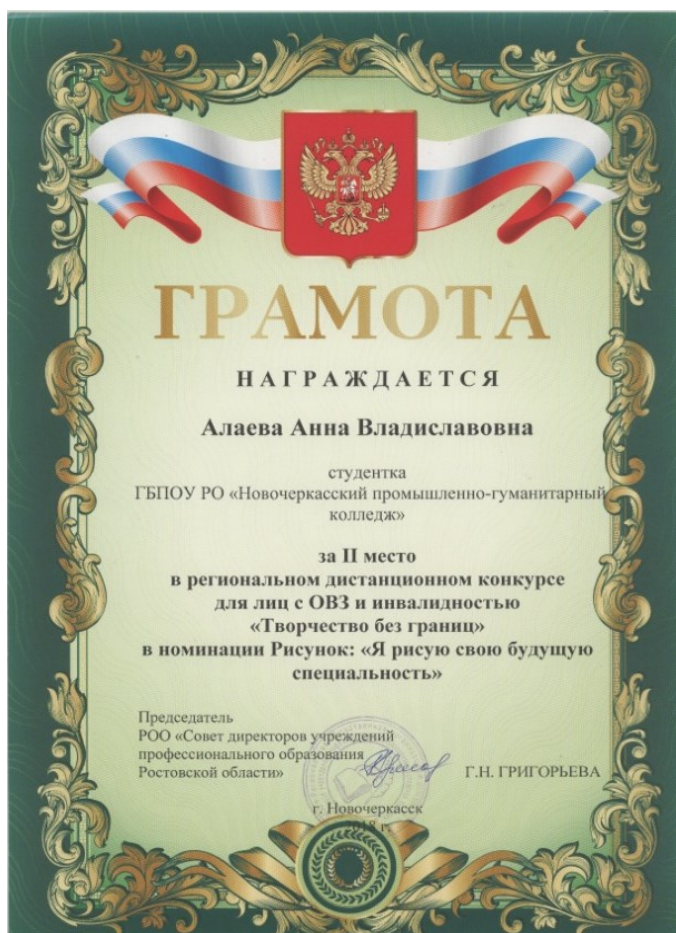 ГРАМОТА
НАГРАЖДАЕТСЯ
Алаева Анна Владиславовна
студентка
ГБПОУ РО «Новочеркасский промышленно-гуманитарный
колледж»
за II место
в региональном дистанционном конкурсе
для лиц с ОВЗ и инвалидностью
«Творчество без границ»
в номинации Рисунок: «Я рисую свою будущую
специальность»
Председатель
РОО «Совет директоров учреждений
профессионального образования
Ростовской области»
Г.Н. ГРИГОРЬЕВА
г. Новочеркасск
2018 г.